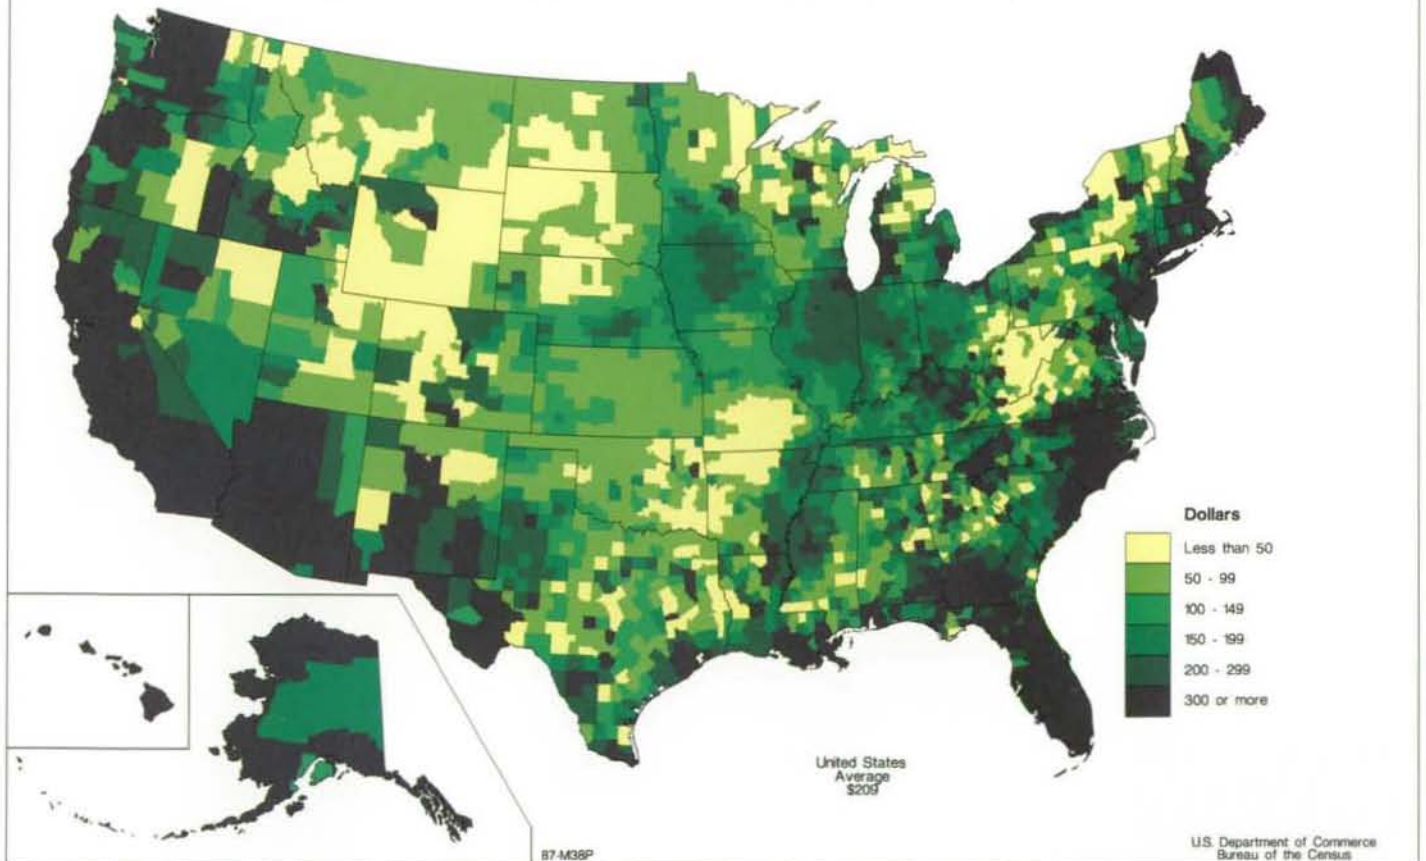 Dollars
Less than 50
50 - 99
100 - 149
150 - 199
200 - 299
300 or more
United States
Average
$209
87-M38P
U.S. Department of Commerce
Bureau of the Census